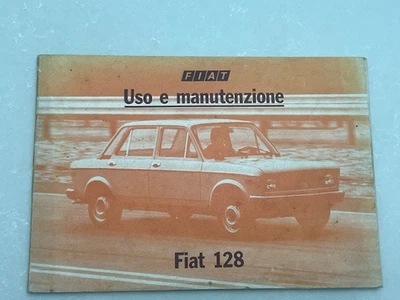 FIAT
Uso e manutenzione
Fiat 128